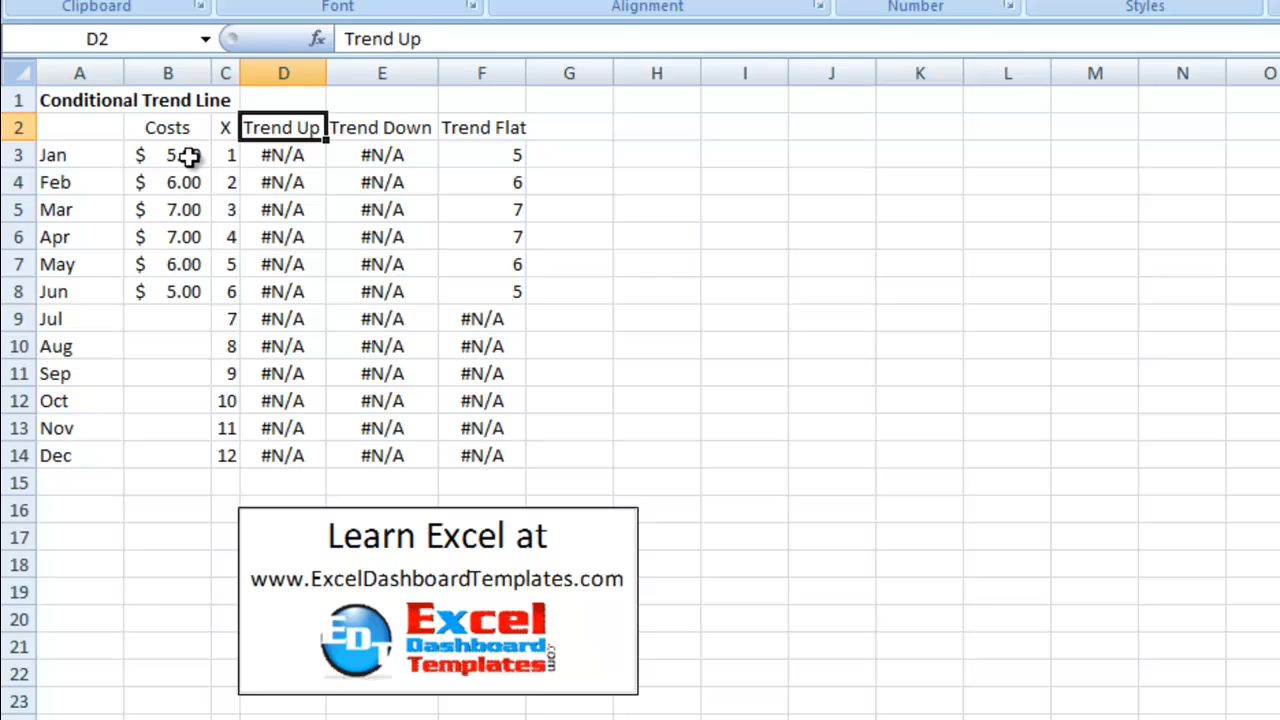 Clipboard Font Alignment Number Styles
D2 fx Trend Up
A B C D E F G H I J K L M N O
1 Conditional Trend Line
2 Costs X Trend Up Trend Down Trend Flat
3 Jan $ 1 #N/A #N/A 5
4 Feb $ 6.00 2 #N/A #N/A 6
5 Mar $ 7.00 3 #N/A #N/A 7
6 Apr $ 7.00 4 #N/A #N/A 7
7 May $ 6.00 5 #N/A #N/A 6
8 Jun $ 5.00 6 #N/A #N/A 5
9 Jul 7 #N/A #N/A #N/A
10 Aug 8 #N/A #N/A #N/A
11 Sep 9 #N/A #N/A #N/A
12 Oct 10 #N/A #N/A #N/A
13 Nov 11 #N/A #N/A #N/A
14 Dec 12 #N/A #N/A #N/A
15
16
17
18
19
20
21
22
23
Learn Excel at
www.ExcelDashboardTemplates.com
EDT Excel
Dashboard
Templates
.com